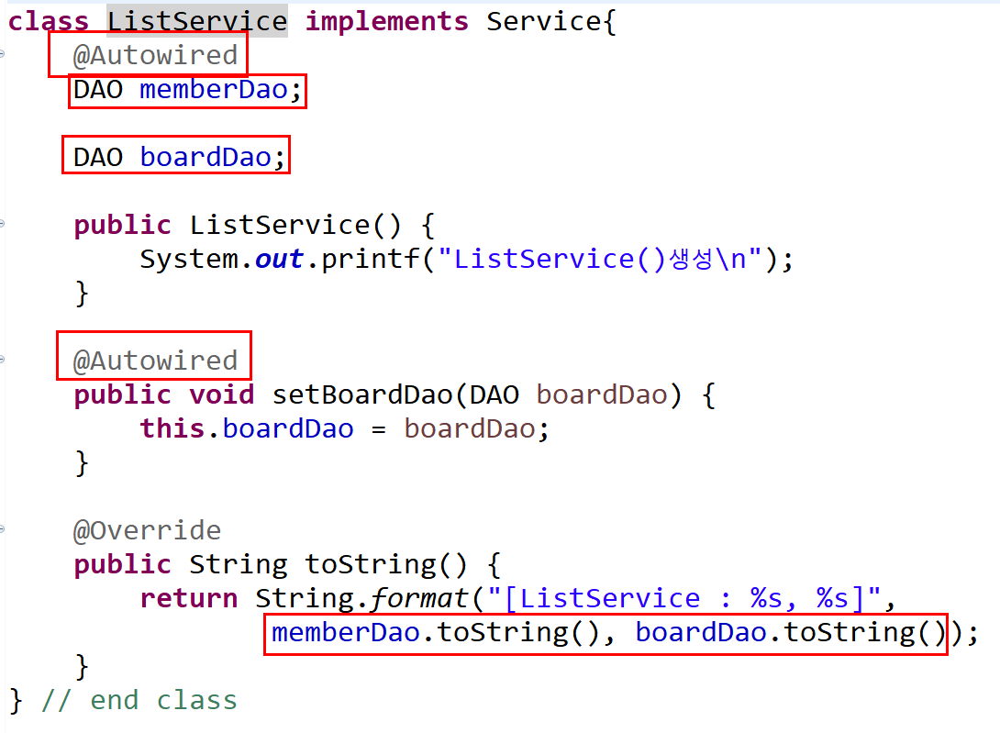 class ListService implements Service{
@Autowired
DAO memberDao;
DAO boardDao;
public ListService() {
System.out.printf("ListService()생성\n");
}
@Autowired
public void setBoardDao(DAO boardDao) {
this.boardDao = boardDao;
}
@Override
public String toString() {
return String.format("[ListService : %s, %s]",
memberDao.toString(), boardDao.toString());
}
} // end class